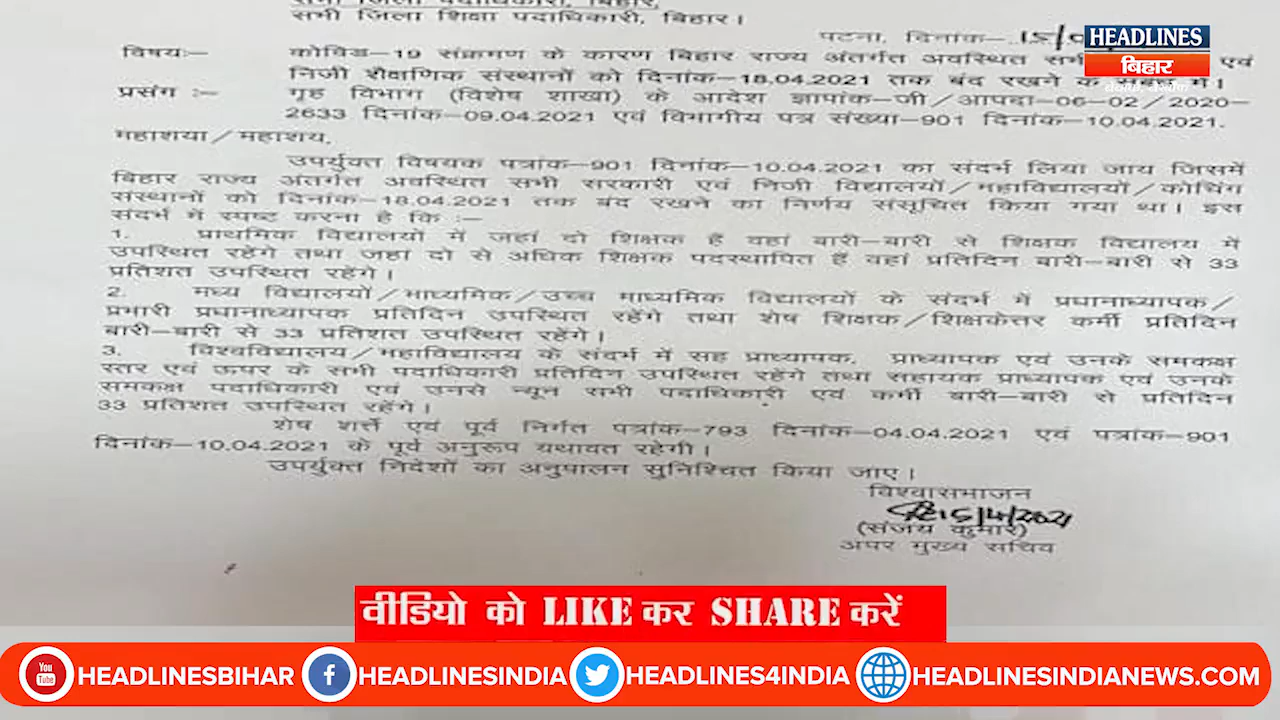 सभी जिला पदाधिकारी, बिहार,
सभी जिला शिक्षा पदाधिकारी, बिहार।
पटना, दिनांक–
HEADLINES
बिहार
विषय:– कोविड–19 संक्रमण के कारण बिहार राज्य अंतर्गत अवस्थित एवं
निजी शैक्षणिक संस्थानों को दिनांक–18.04.2021 तक बंद रखने के संबंध में।
प्रसंग :– गृह विभाग (विशेष शाखा) के आदेश ज्ञापांक–जी/आपदा–06–02/2020–
2633 दिनांक–09.04.2021 एवं विभागीय पत्र संख्या–901 दिनांक–10.04.2021.
महाशया/महाशय,
उपर्युक्त विषयक पत्रांक–901 दिनांक–10.04.2021 का संदर्भ लिया जाय जिसमें
बिहार राज्य अंतर्गत अवस्थित सभी सरकारी एवं निजी विद्यालयों/महाविद्यालयों/कोचिंग
संस्थानों को दिनांक–18.04.2021 तक बंद रखने का निर्णय संसूचित किया गया था। इस
संदर्भ में स्पष्ट करना है कि :–
1. प्राथमिक विद्यालयों में जहां दो शिक्षक हैं वहां बारी–बारी से शिक्षक विद्यालय में
उपस्थित रहेंगे तथा जहां दो से अधिक शिक्षक पदस्थापित हैं वहां प्रतिदिन बारी–बारी से 33
प्रतिशत उपस्थित रहेंगे।
2. मध्य विद्यालयों/माध्यमिक/उच्च माध्यमिक विद्यालयों के संदर्भ में प्रधानाध्यापक/
प्रभारी प्रधानाध्यापक प्रतिदिन उपस्थित रहेंगे तथा शेष शिक्षक/शिक्षकेत्तर कर्मी प्रतिदिन
बारी–बारी से 33 प्रतिशत उपस्थित रहेंगे।
3. विश्वविद्यालय/महाविद्यालय के संदर्भ में सह प्राध्यापक, प्राध्यापक एवं उनके समकक्ष
स्तर एवं ऊपर के सभी पदाधिकारी प्रतिदिन उपस्थित रहेंगे तथा सहायक प्राध्यापक एवं उनके
समकक्ष पदाधिकारी एवं उनसे न्यून सभी पदाधिकारी एवं कर्मी बारी–बारी से प्रतिदिन
33 प्रतिशत उपस्थित रहेंगे।
शेष शर्त्तें एवं पूर्व निर्गत पत्रांक–793 दिनांक–04.04.2021 एवं पत्रांक–901
दिनांक–10.04.2021 के पूर्व अनुरूप यथावत रहेगी।
उपर्युक्त निदेशों का अनुपालन सुनिश्चित किया जाए।
विश्वासभाजन
15/4/2021
(संजय कुमार)
अपर मुख्य सचिव
वीडियो को LIKE कर SHARE करें
You Tube HEADLINESBIHAR HEADLINESINDIA HEADLINES4INDIA HEADLINESINDIANEWS.COM